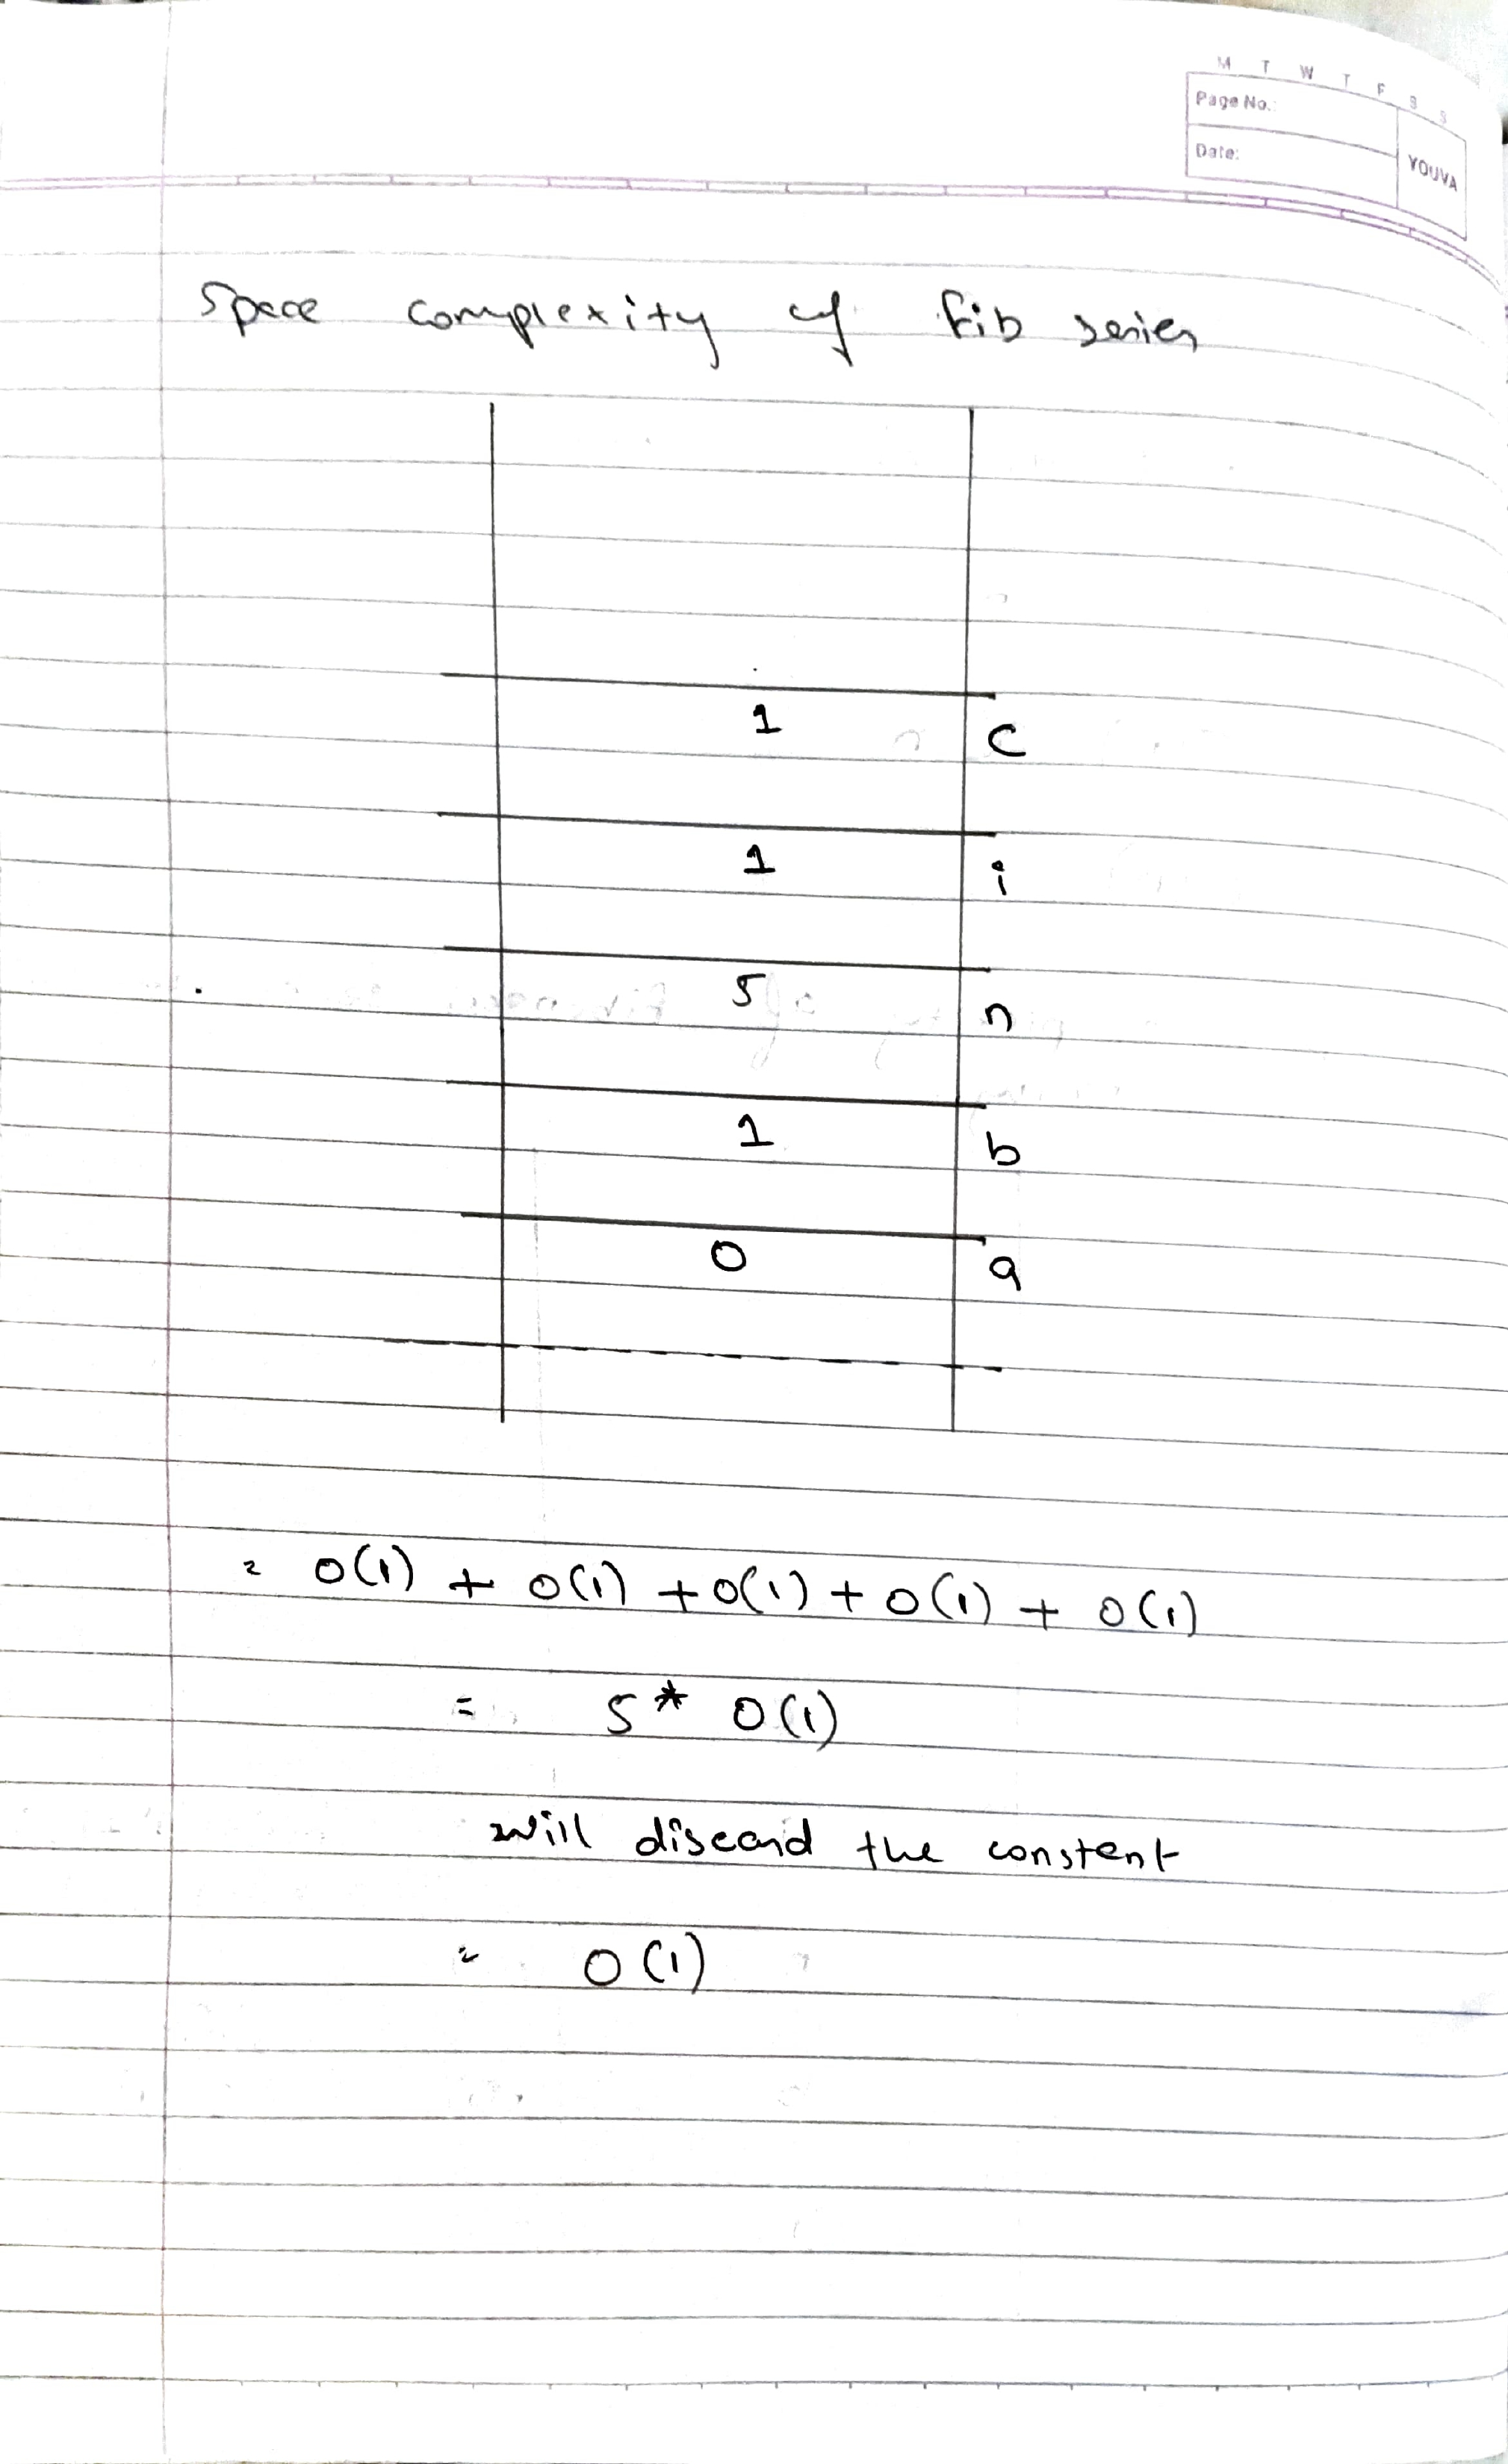 M T W T F S S
Page No.:
Date:
YOUVA
Space complexity of fib series
1 c
1 i
5 n
1 b
0 a
= O(1) + O(1) + O(1) + O(1) + O(1)
= 5 * O(1)
will discard the constent
= O(1)